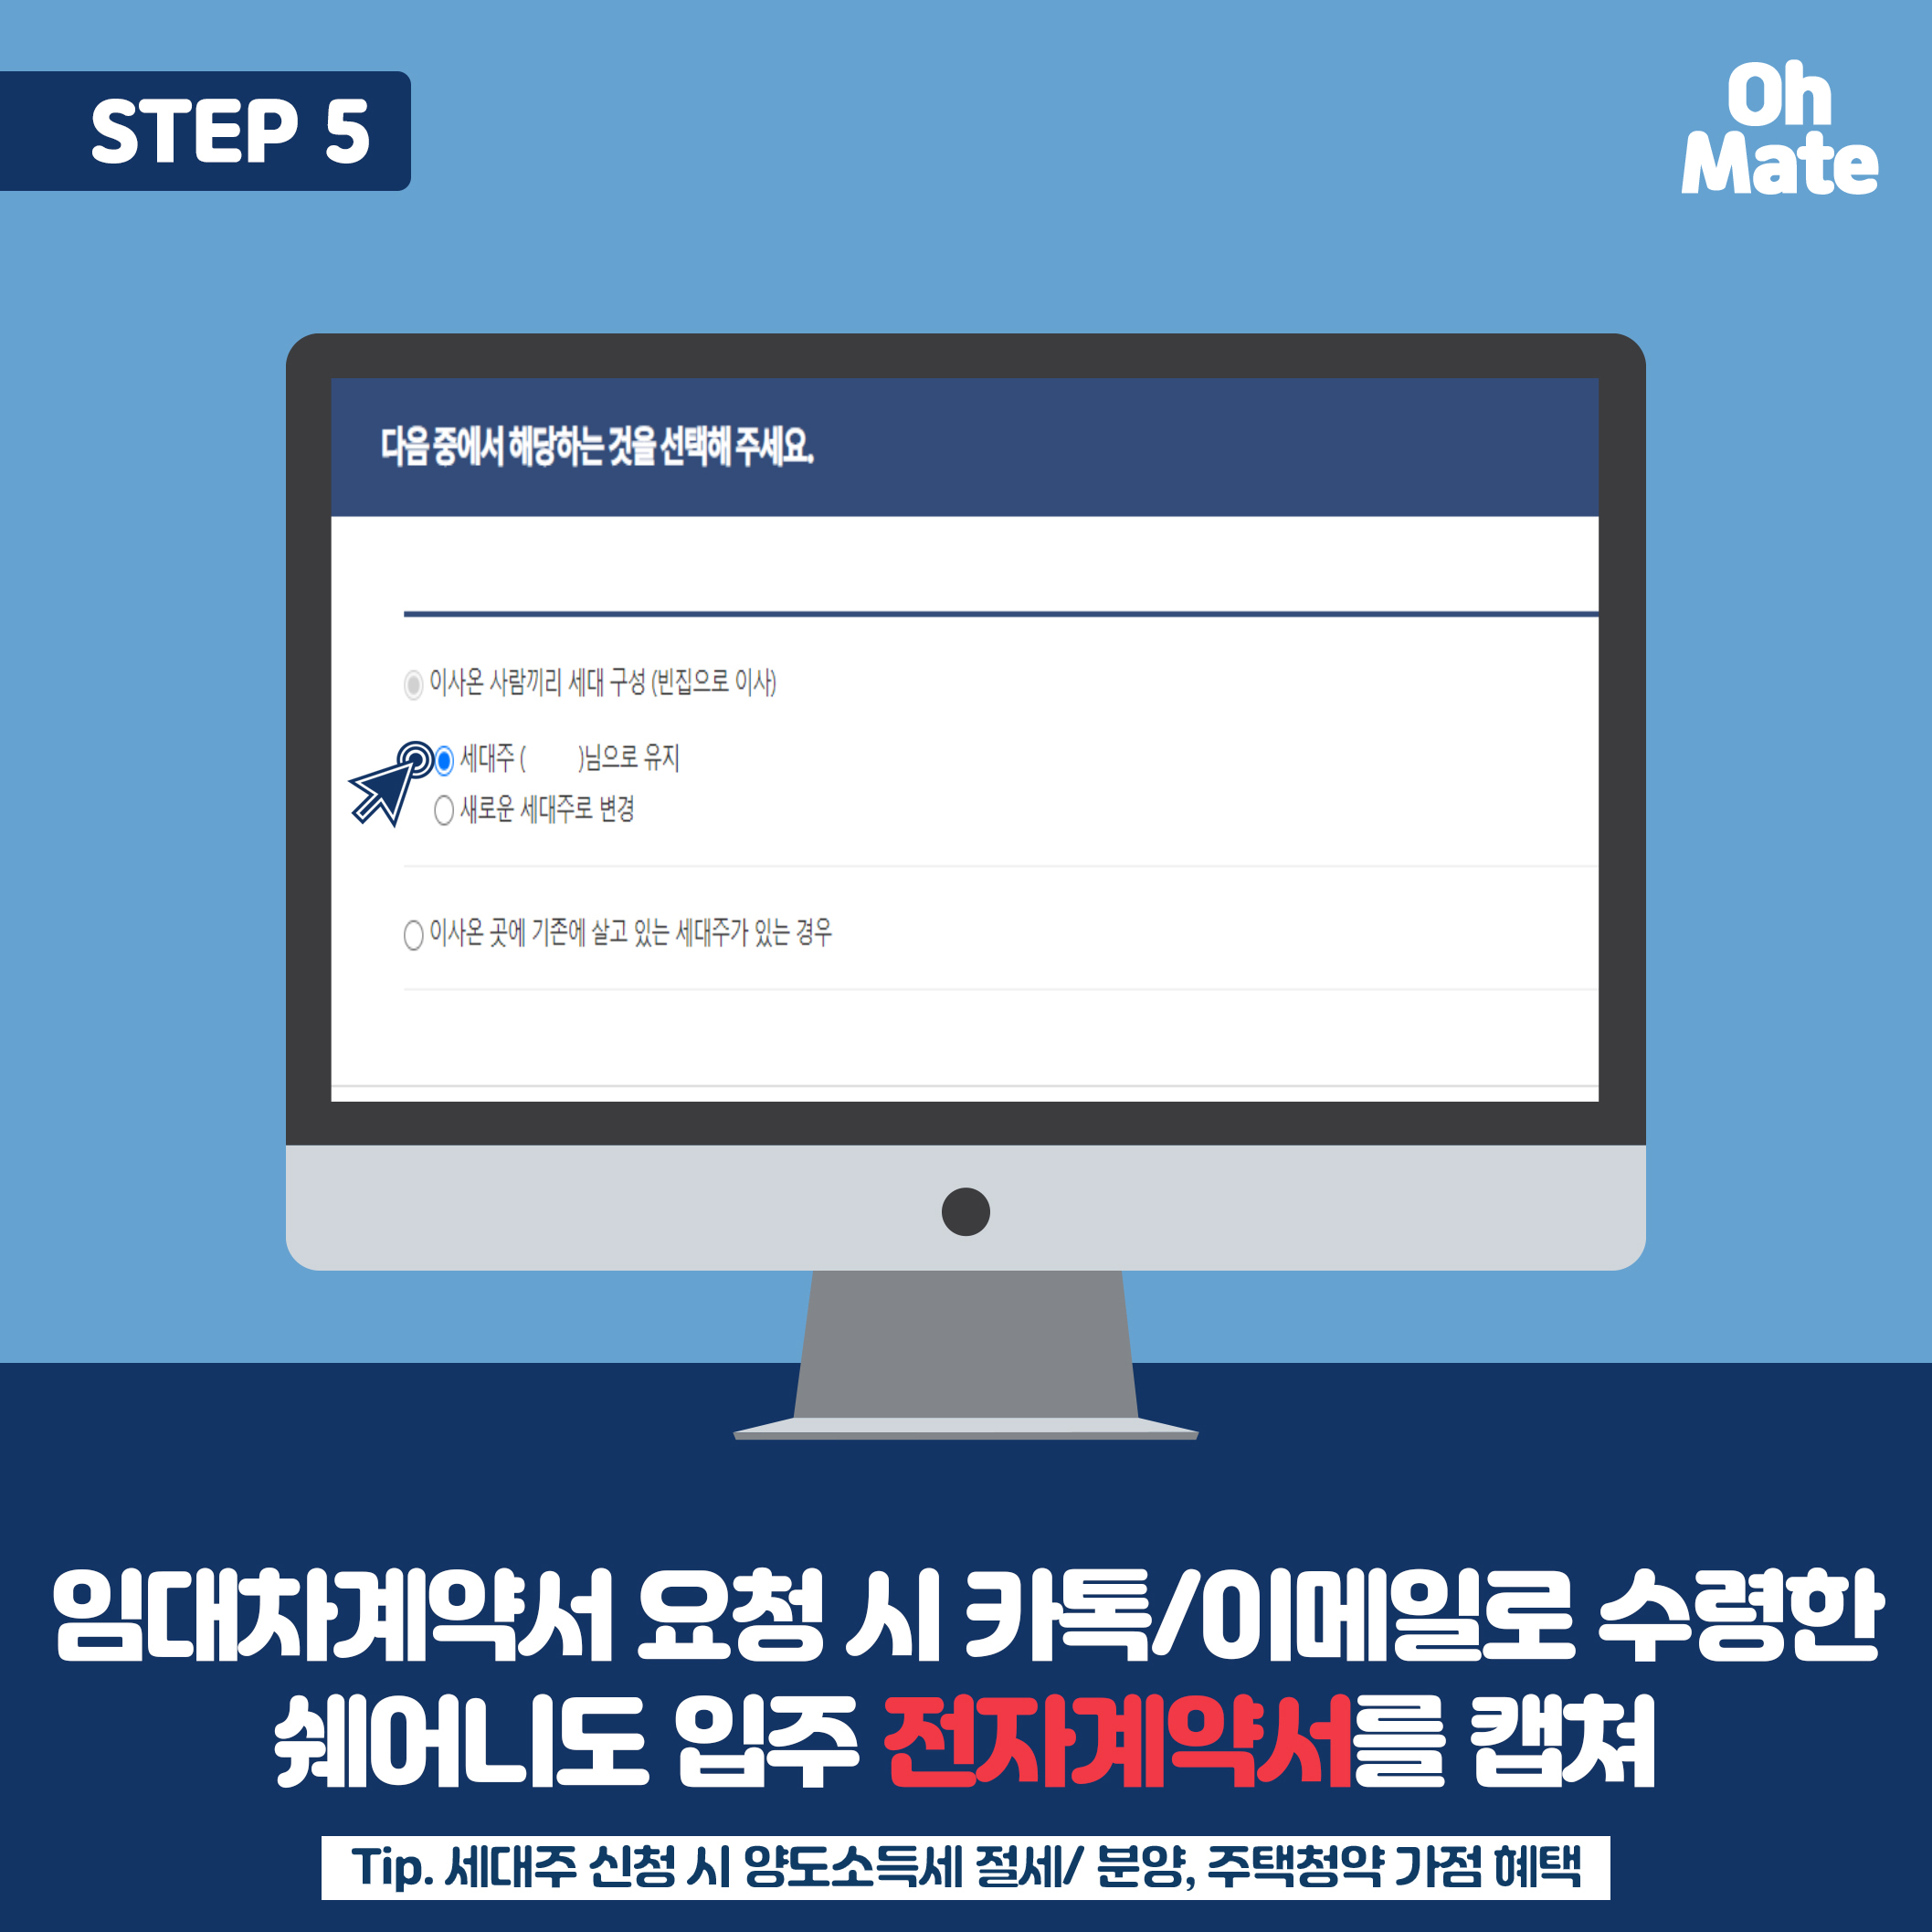 STEP 5
Oh
Mate
다음 중에서 해당하는 것을 선택해 주세요.
이사온 사람끼리 세대 구성 (빈집으로 이사)
세대주 ( )님으로 유지
새로운 세대주로 변경
이사온 곳에 기존에 살고 있는 세대주가 있는 경우
임대차계약서 요청 시 카톡/이메일로 수령한
쉐어니도 입주 전자계약서를 캡쳐
Tip. 세대주 신청 시 양도소득세 절세/ 분양, 주택청약 가점 혜택